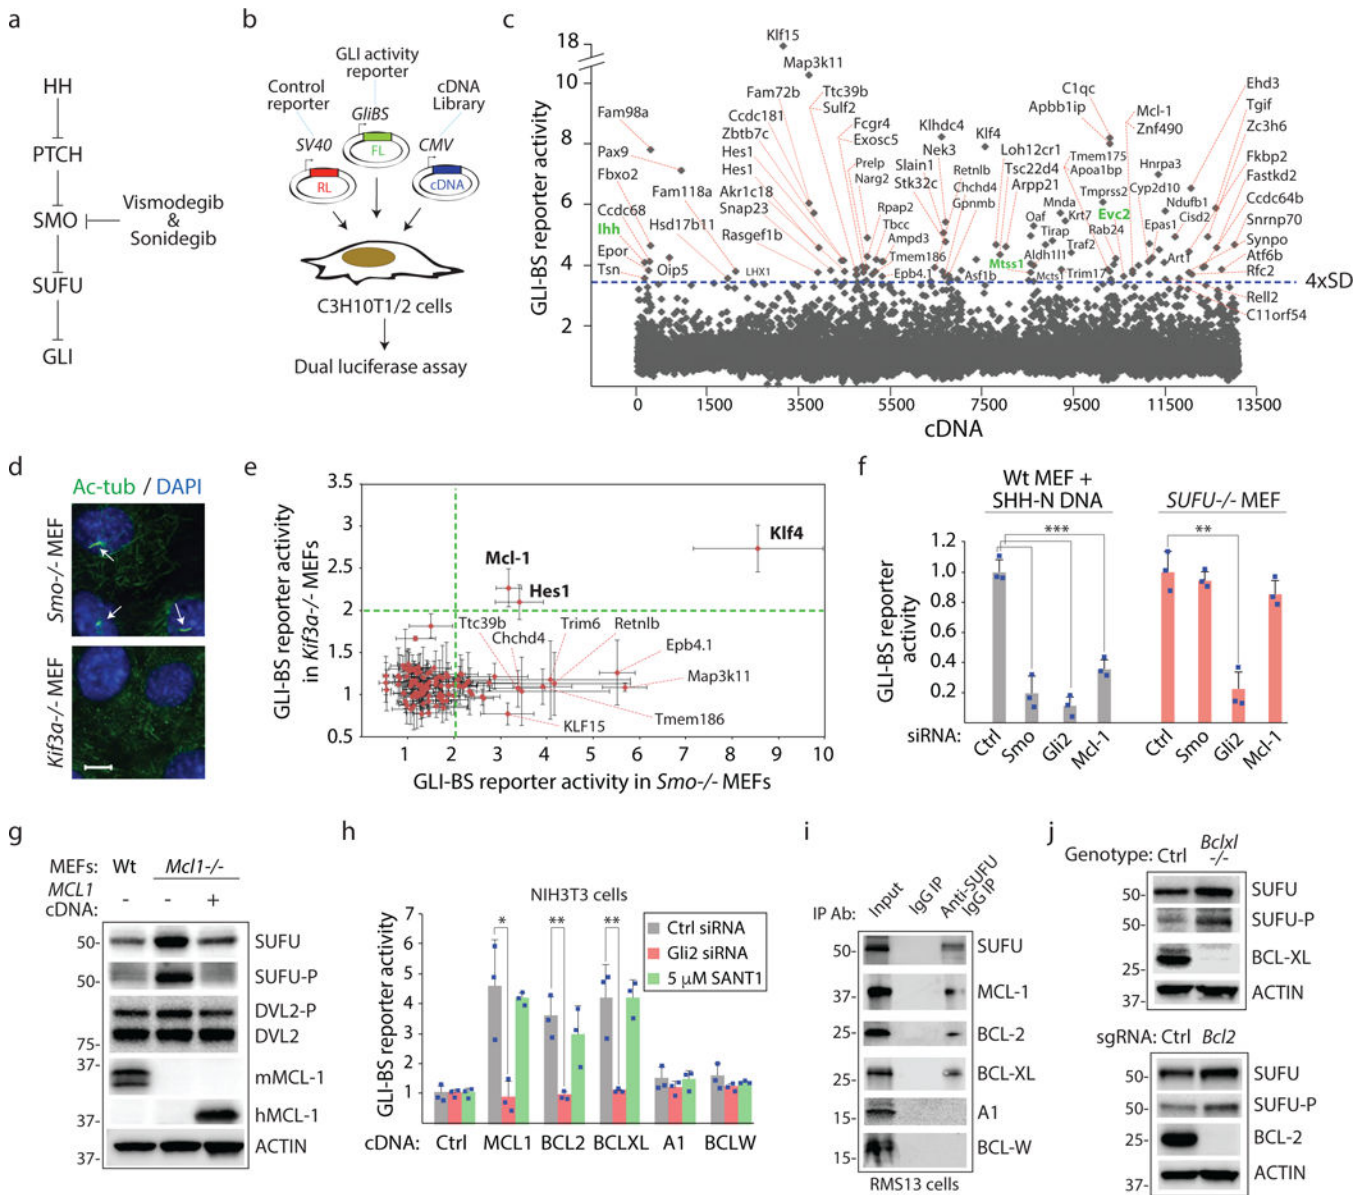 a
HH
PTCH
SMO
Vismodegib
&
Sonidegib
SUFU
GLI
b
GLI activity
reporter
Control
reporter
cDNA
Library
GliBS
SV40
CMV
FL
RL
cDNA
C3H10T1/2 cells
Dual luciferase assay
c
GLI-BS reporter activity
18
10
8
6
4
2
0
1500
3500
5500
7500
9500
11500
13500
cDNA
4xSD
Klf15
Map3k11
Fam98a
Pax9
Fbxo2
Ccdc68
Ihh
Epor
Tsn
Oip5
Fam118a
Hsd17b11
Fam72b
Ccdc181
Zbtb7c
Hes1
Hes1
Akr1c18
Snap23
Rasgef1b
LHX1
Ttc39b
Sulf2
Fcgr4
Exosc5
Prelp
Narg2
Rpap2
Tbcc
Ampd3
Tmem186
Epb4.1
Klhdc4
Nek3
Slain1
Stk32c
Klf4
Retnlb
Chchd4
Gpnmb
Asf1b
Loh12cr1
Tsc22d4
Arpp21
Mtss1
Oaf
Tirap
Aldh1l1
Mcts1
Mnda
Krt7
Traf2
Trim17
C1qc
Apbb1ip
Tmem175
Apoa1bp
Tmprss2
Evc2
Rab24
Mcl-1
Znf490
Hnrpa3
Cyp2d10
Ndufb1
Cisd2
Epas1
Art1
Ehd3
Tgif
Zc3h6
Fkbp2
Fastkd2
Ccdc64b
Snrnp70
Synpo
Atf6b
Rfc2
Rell2
C11orf54
d
Ac-tub / DAPI
Smo-/- MEF
Kif3a-/- MEF
e
GLI-BS reporter activity
in Kif3a-/- MEFs
3.5
3
2.5
2
1.5
1
0.5
Mcl-1
Hes1
Klf4
Ttc39b
Chchd4
Trim6
Retnlb
Epb4.1
Map3k11
Tmem186
KLF15
1
2
3
4
5
6
7
8
9
10
GLI-BS reporter activity in Smo-/- MEFs
f
Wt MEF +
SHH-N DNA
SUFU-/- MEF
***
**
GLI-BS reporter
activity
1.2
1.0
0.8
0.6
0.4
0.2
siRNA:
Ctrl
Smo
Gli2
Mcl-1
Ctrl
Smo
Gli2
Mcl-1
g
MEFs: Wt Mcl1-/-
MCL1
cDNA: - - +
50- SUFU
50- SUFU-P
DVL2-P
75- DVL2
37- mMCL-1
37- hMCL-1
37- ACTIN
h
NIH3T3 cells
GLI-BS reporter activity
7
6
5
4
3
2
1
0
*
**
**
Ctrl siRNA
Gli2 siRNA
5 μM SANT1
cDNA: Ctrl MCL1 BCL2 BCLXL A1 BCLW
i
IP Ab:
Input
IgG IP
Anti-SUFU
IgG IP
50- SUFU
37- MCL-1
25- BCL-2
25- BCL-XL
15- A1
15- BCL-W
RMS13 cells
j
Genotype: Ctrl Bclxl
-/-
50- SUFU
50- SUFU-P
25- BCL-XL
37- ACTIN
sgRNA: Ctrl Bcl2
50- SUFU
50- SUFU-P
25- BCL-2
37- ACTIN